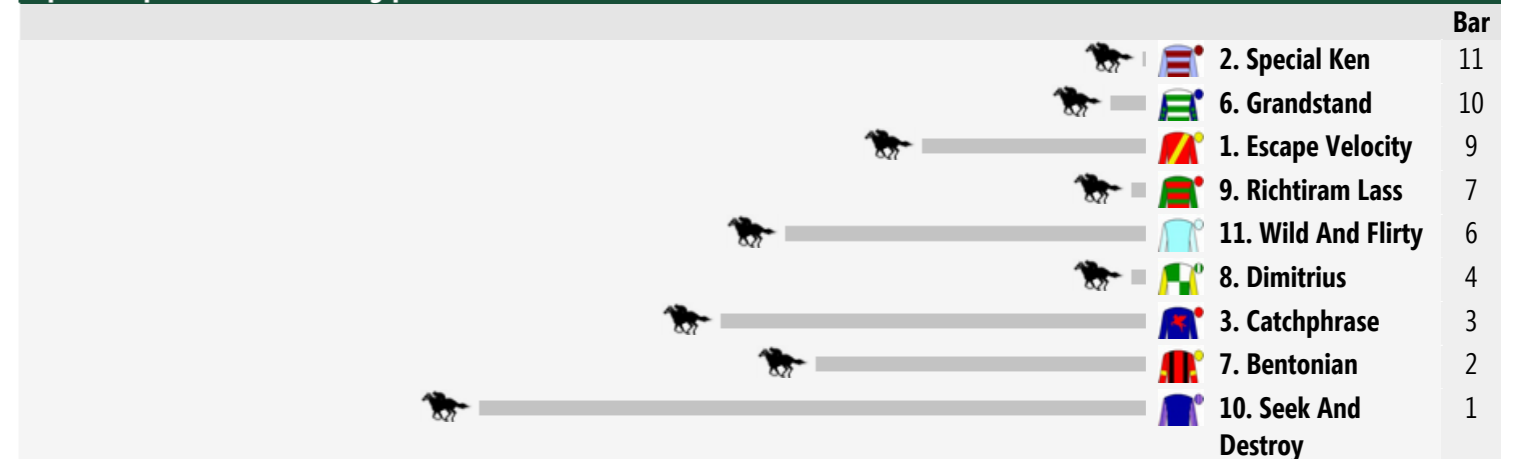 Bar
2. Special Ken 11
6. Grandstand 10
1. Escape Velocity 9
9. Richtiram Lass 7
11. Wild And Flirty 6
8. Dimitrius 4
3. Catchphrase 3
7. Bentonian 2
10. Seek And 1
Destroy